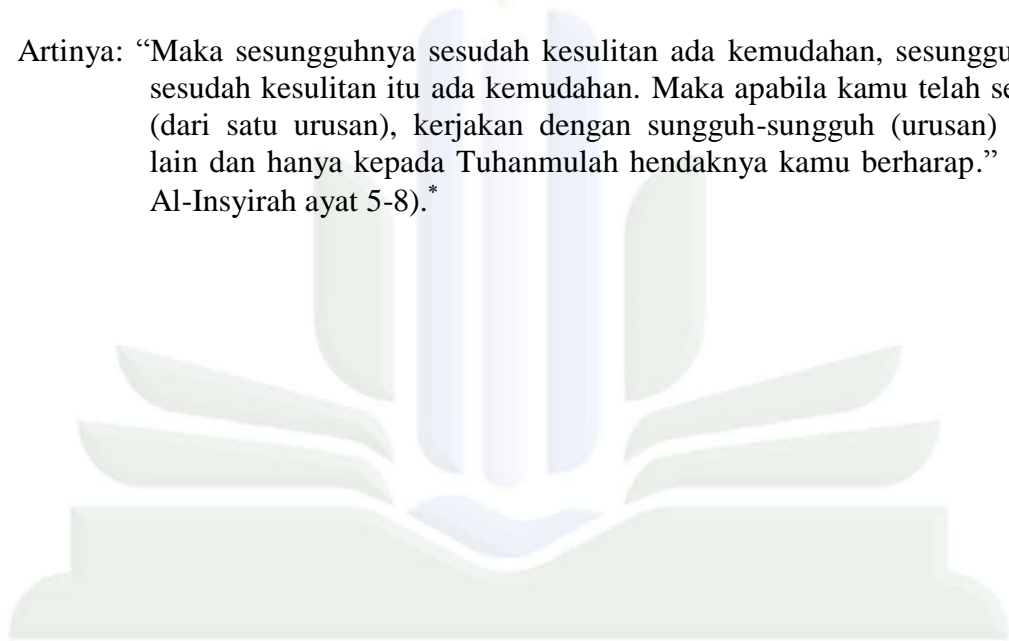 Artinya: “Maka sesungguhnya sesudah kesulitan ada kemudahan,
sesudah kesulitan itu ada kemudahan. Maka apabila kamu telah
(dari satu urusan), kerjakan dengan sungguh-sungguh (urusan)
lain dan hanya kepada Tuhanmulah hendaknya kamu berharap.”
Al-Insyirah ayat 5-8).*